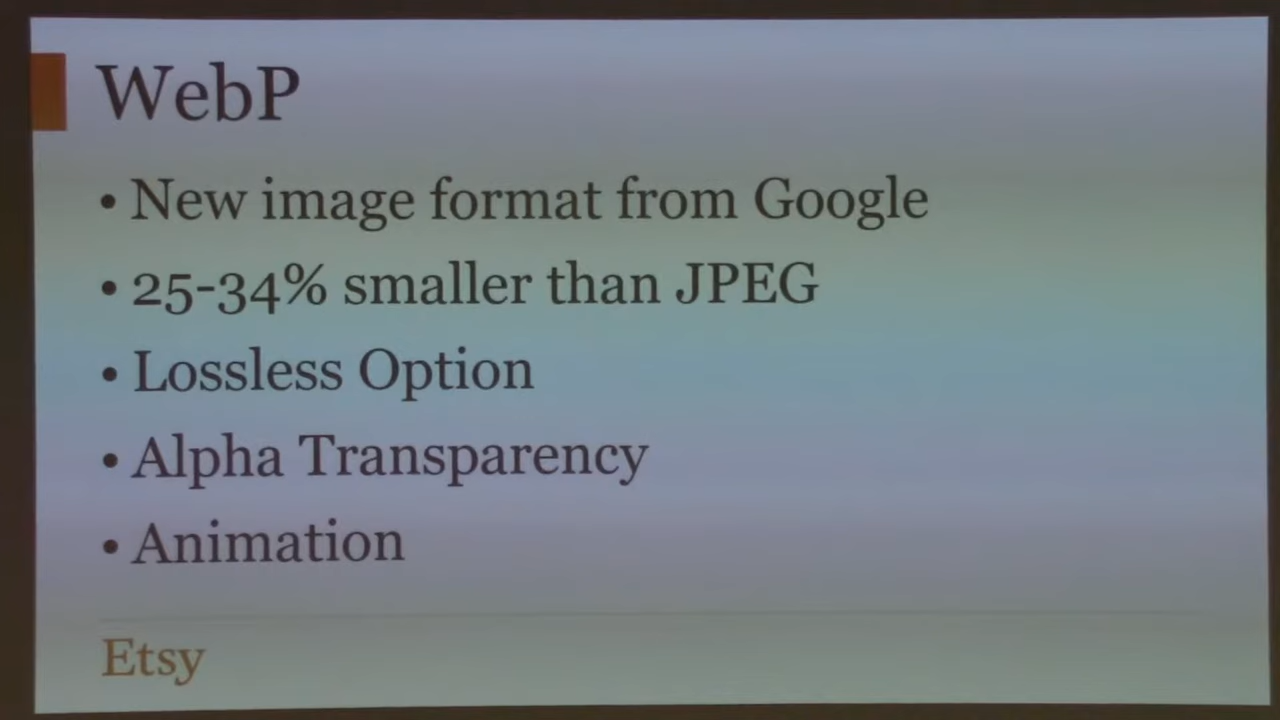 WebP
• New image format from Google
• 25-34% smaller than JPEG
• Lossless Option
• Alpha Transparency
• Animation
Etsy